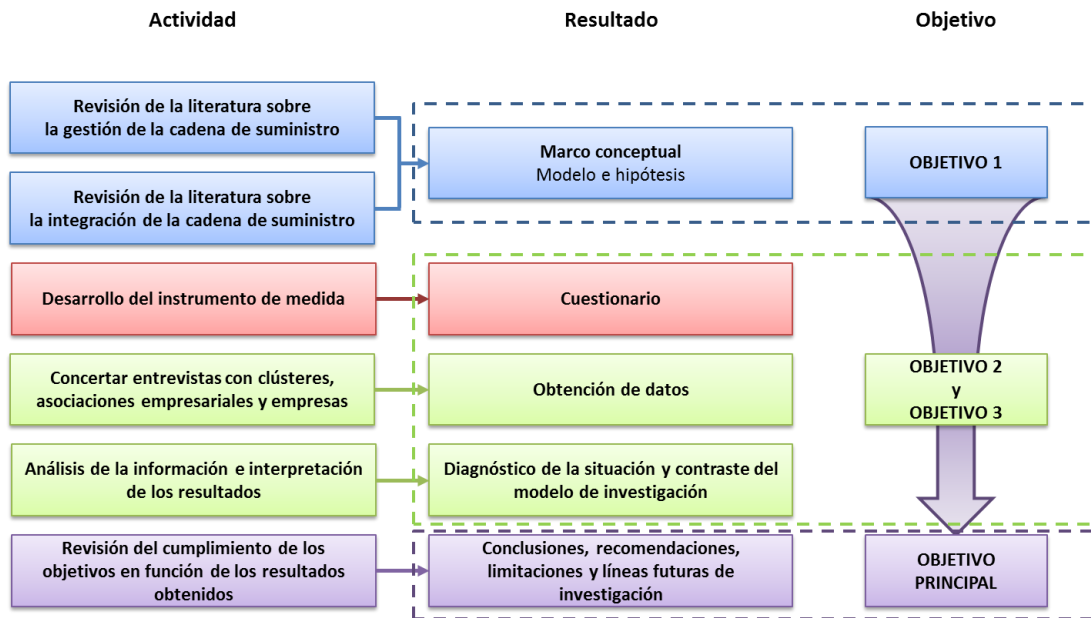 Actividad
Resultado
Objetivo
Revisión de la literatura sobre
la gestión de la cadena de suministro
Revisión de la literatura sobre
la integración de la cadena de suministro
Marco conceptual
Modelo e hipótesis
OBJETIVO 1
Desarrollo del instrumento de medida
Cuestionario
Concertar entrevistas con clústeres,
asociaciones empresariales y empresas
Obtención de datos
OBJETIVO 2
y
OBJETIVO 3
Análisis de la información e interpretación
de los resultados
Diagnóstico de la situación y contraste del
modelo de investigación
Revisión del cumplimiento de los
objetivos en función de los resultados
obtenidos
Conclusiones, recomendaciones,
limitaciones y líneas futuras de
investigación
OBJETIVO
PRINCIPAL